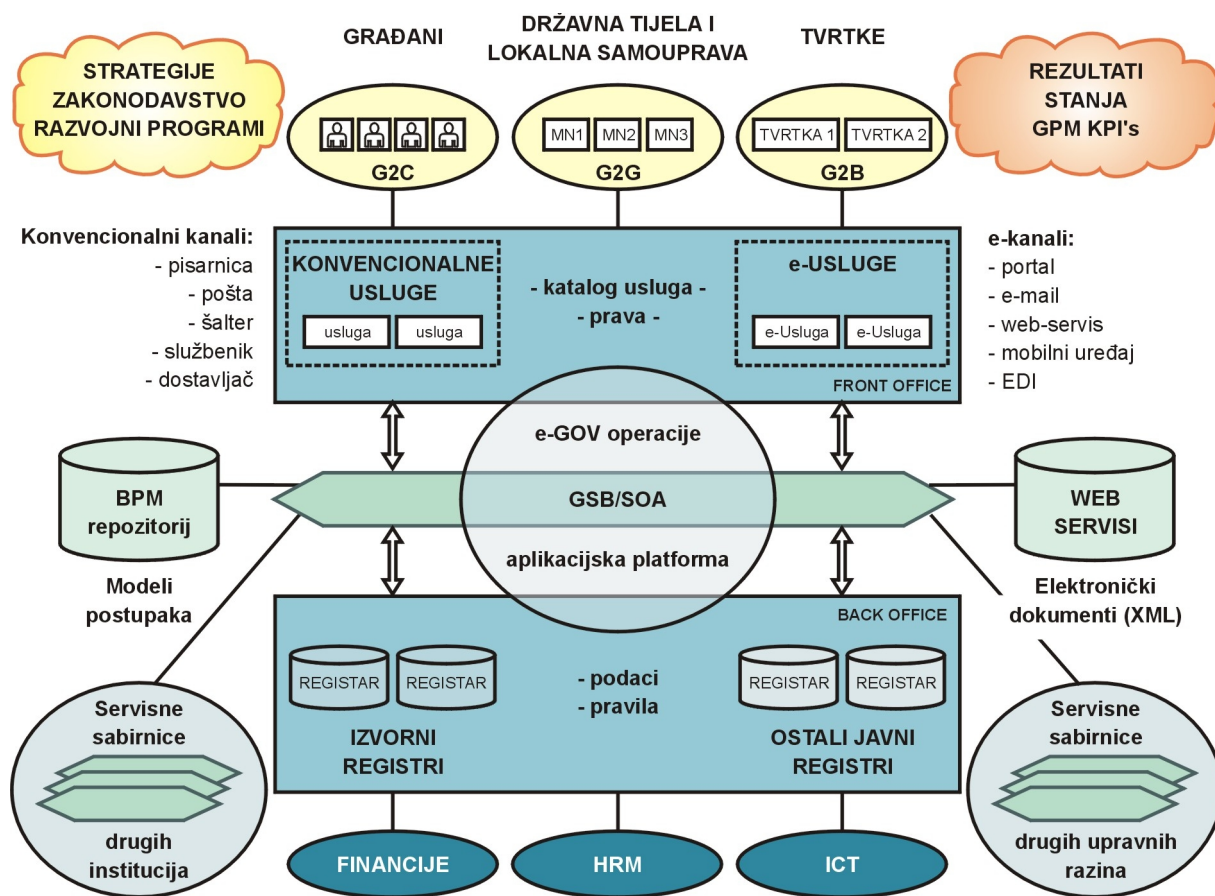 GRAĐANI
DRŽAVNA TIJELA I
LOKALNA SAMOUPRAVA
TVRTKE
STRATEGIJE
ZAKONODAVSTVO
RAZVOJNI PROGRAMI
REZULTATI
STANJA
GPM KPI's
G2C
MN1 MN2 MN3
G2G
TVRTKA 1 TVRTKA 2
G2B
Konvencionalni kanali:
- pisarnica
- pošta
- šalter
- službenik
- dostavljač
KONVENCIONALNE
USLUGE
usluga usluga
- katalog usluga -
- prava -
e-USLUGE
e-Usluga e-Usluga
FRONT OFFICE
e-kanali:
- portal
- e-mail
- web-servis
- mobilni uređaj
- EDI
e-GOV operacije
GSB/SOA
aplikacijska platforma
BPM
repozitorij
Modeli
postupaka
WEB
SERVISI
Elektronički
dokumenti (XML)
BACK OFFICE
REGISTAR REGISTAR
IZVORNI
REGISTRI
- podaci
- pravila
REGISTAR REGISTAR
OSTALI JAVNI
REGISTRI
Servisne
sabirnice
drugih
institucija
Servisne
sabirnice
drugih upravnih
razina
FINANCIJE
HRM
ICT